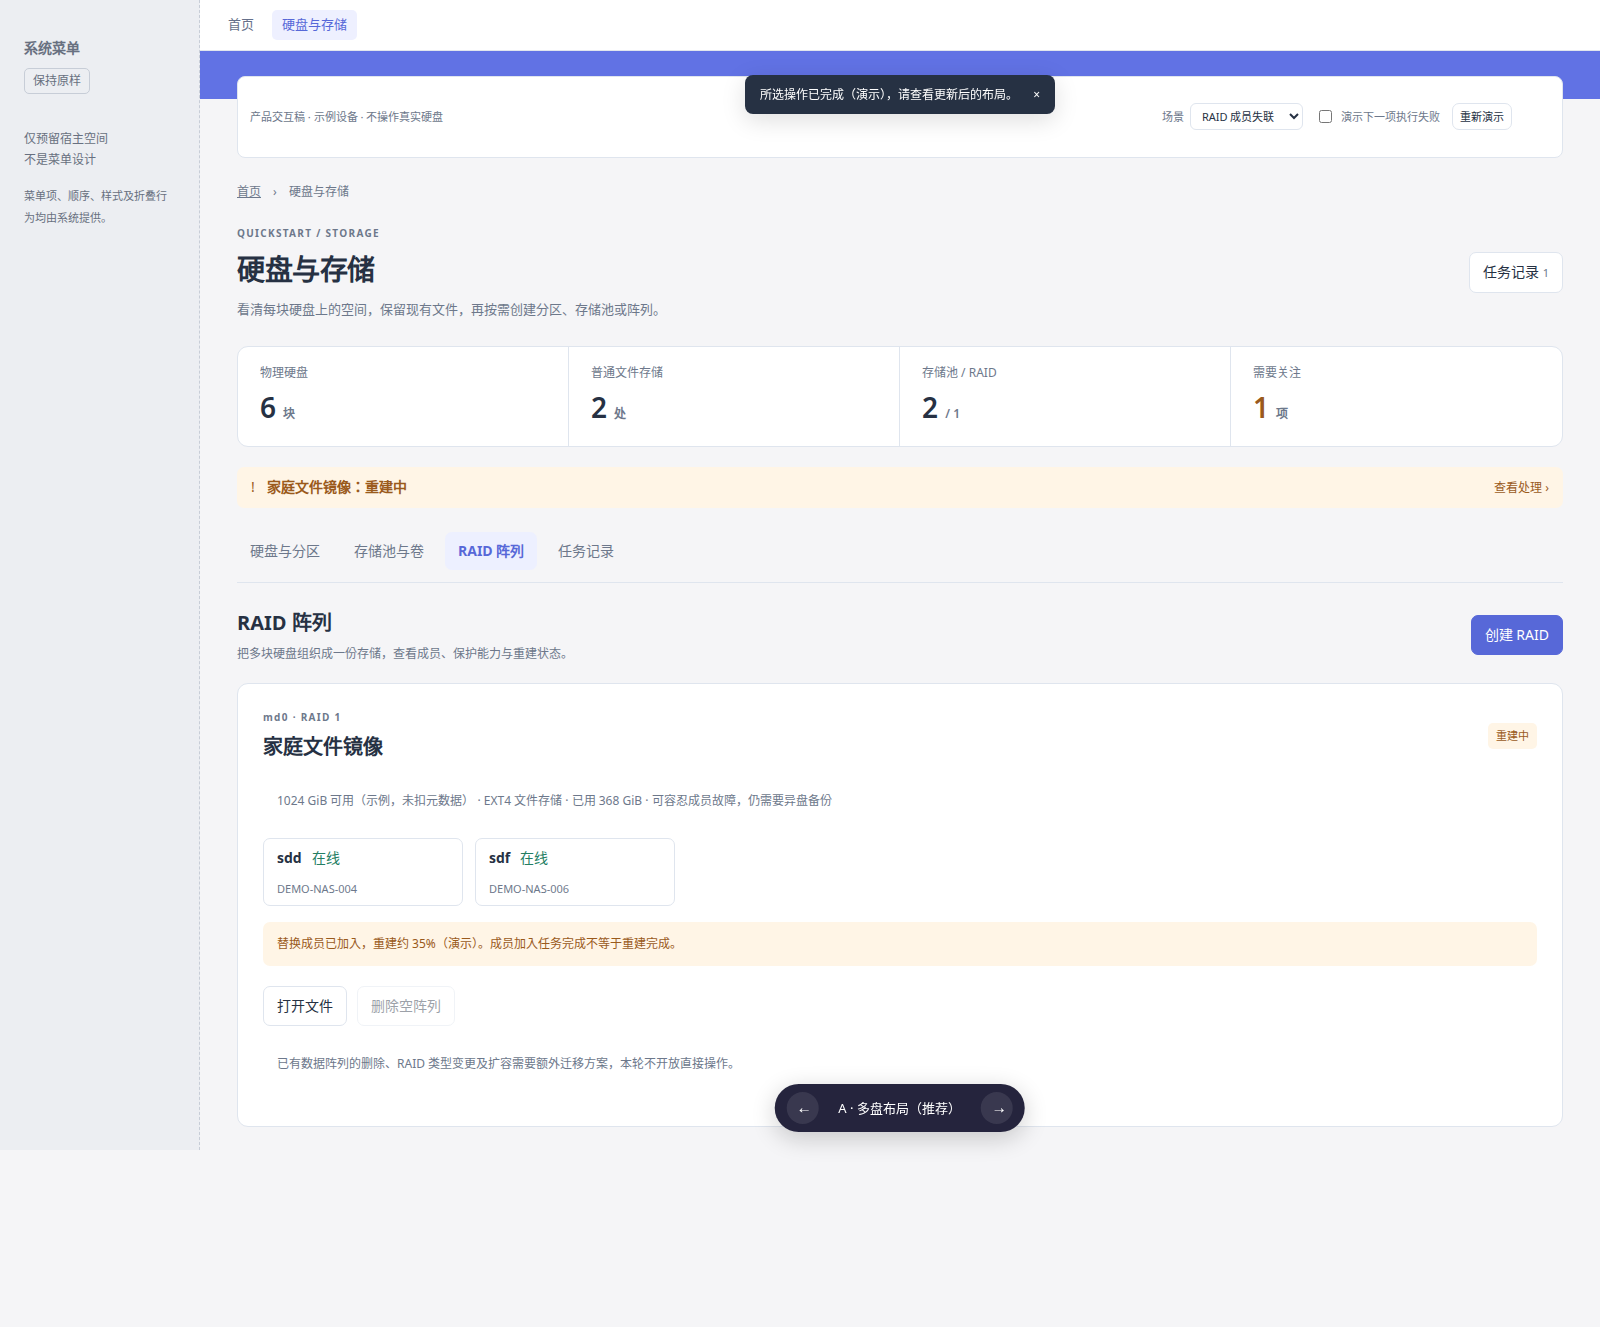 系统菜单
保持原样
仅预留宿主空间
不是菜单设计
菜单项、顺序、样式及折叠行
为均由系统提供。
首页
硬盘与存储
所选操作已完成（演示），请查看更新后的布局。 ×
产品交互稿 · 示例设备 · 不操作真实硬盘
场景 RAID 成员失联
演示下一项执行失败
重新演示
首页 › 硬盘与存储
QUICKSTART / STORAGE
硬盘与存储
任务记录 1
看清每块硬盘上的空间，保留现有文件，再按需创建分区、存储池或阵列。
物理硬盘
6 块
普通文件存储
2 处
存储池 / RAID
2 / 1
需要关注
1 项
! 家庭文件镜像：重建中
查看处理 ›
硬盘与分区
存储池与卷
RAID 阵列
任务记录
RAID 阵列
把多块硬盘组织成一份存储，查看成员、保护能力与重建状态。
创建 RAID
md0 · RAID 1
家庭文件镜像
重建中
1024 GiB 可用（示例，未扣元数据） · EXT4 文件存储 · 已用 368 GiB · 可容忍成员故障，仍需要异盘备份
sdd 在线
DEMO-NAS-004
sdf 在线
DEMO-NAS-006
替换成员已加入，重建约 35%（演示）。成员加入任务完成不等于重建完成。
打开文件
删除空阵列
已有数据阵列的删除、RAID 类型变更及扩容需要额外迁移方案，本轮不开放直接操作。
← A · 多盘布局（推荐） →